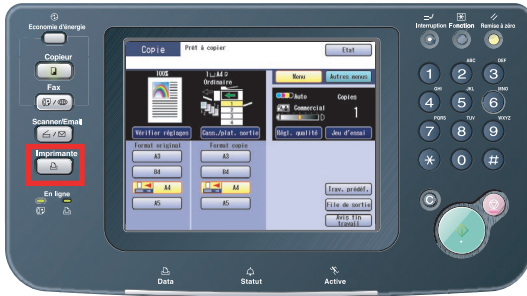 Economie d'énergie
Copieur
Fax
Scanner/Email
Imprimante
En ligne
Copie
Prêt à copier
Etat
100%
Ordinaire
Vérifier réglages
Cass./plat. sortie
Format original
Format copie
A3
A3
B4
B4
A4
A4
A5
A5
Menu
Autres menus
Auto
Copies
Commercial
1
Régl. qualité
Jeu d'essai
Trav. prédéf.
File de sortie
Avis fin
travail
Interruption
Fonction
Remise à zéro
ABC
DEF
1
2
3
GHI
JKL
MNO
4
5
6
PQRS
TUV
WXYZ
7
8
9
*
0
#
C
Data
Statut
Active